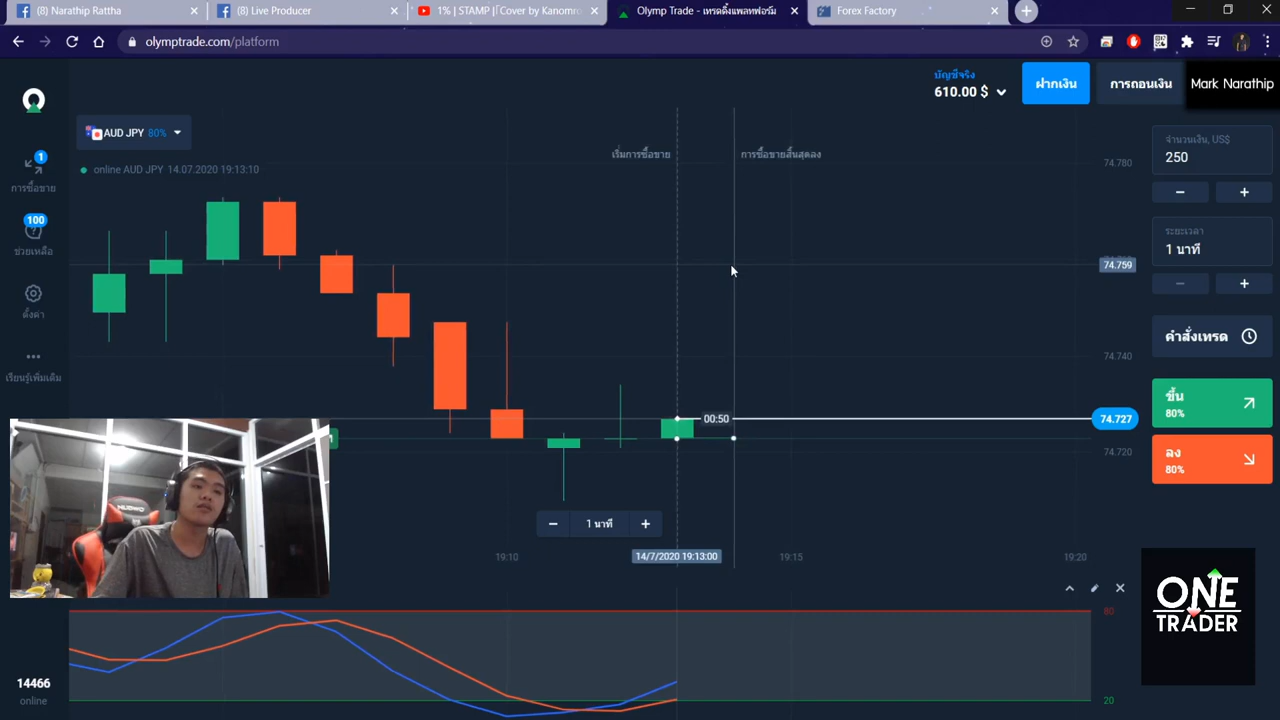 (8) Narathip Rattha
(8) Live Producer
1% | STAMP |「Cover by Kanomro
Olymp Trade - เทรดดิ้งแพลทฟอร์ม
Forex Factory
olymptrade.com/platform
บัญชีจริง
610.00 $
ฝากเงิน
การถอนเงิน
Mark Narathip
AUD JPY 80%
online AUD JPY 14.07.2020 19:13:10
เริ่มการซื้อขาย
การซื้อขายสิ้นสุดลง
74.780
จำนวนเงิน, US$
250
1
การซื้อขาย
100
ช่วยเหลือ
ตั้งค่า
เรียนรู้เพิ่มเติม
74.759
ระยะเวลา
1 นาที
คำสั่งเทรด
74.740
00:50
74.727
74.720
ขึ้น
80%
ลง
80%
1 นาที
19:10
14/7/2020 19:13:00
19:15
19:20
80
20
ONE
TRADER
14466
online